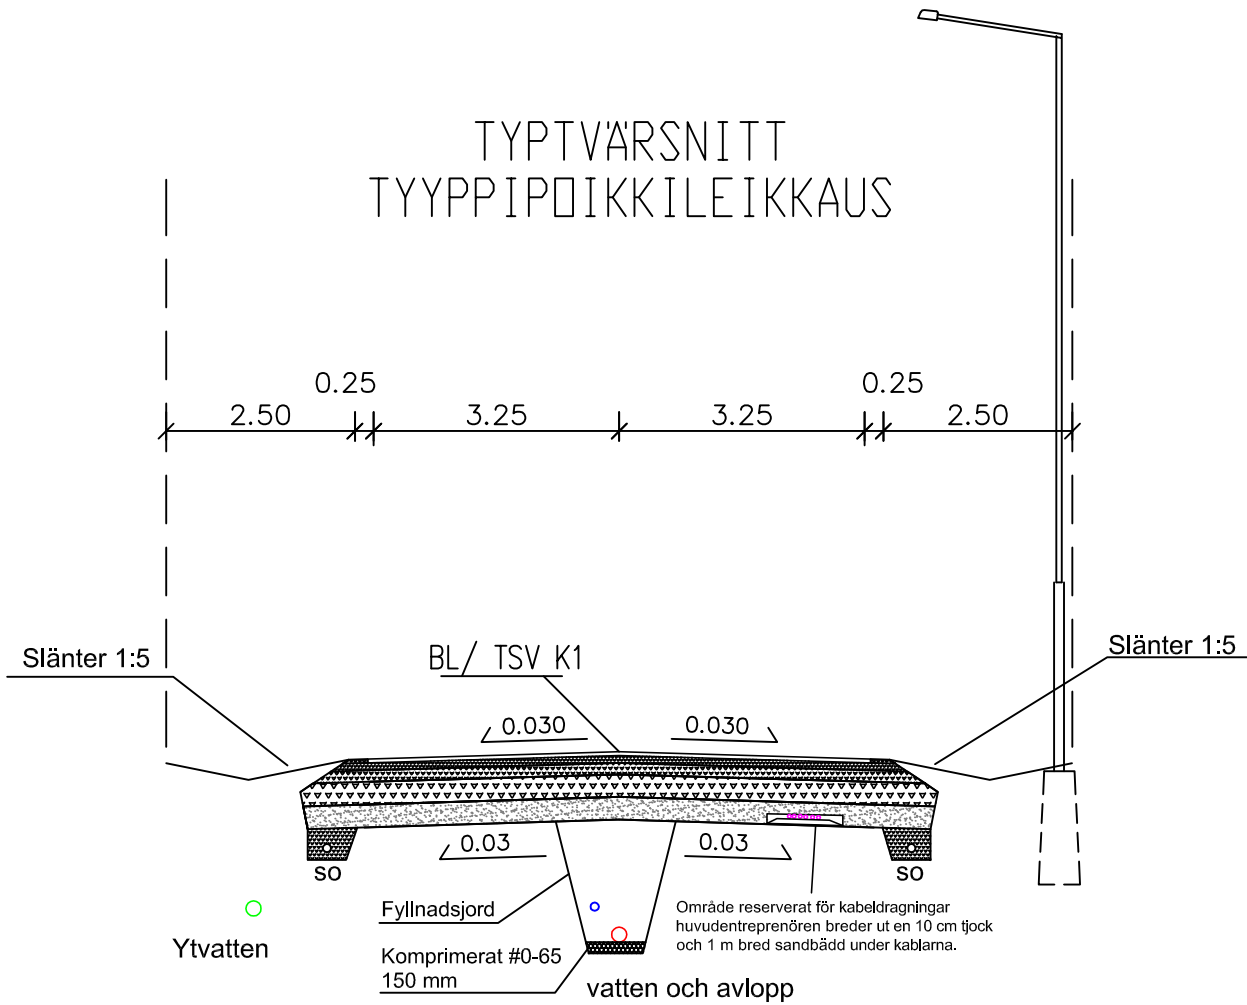 TYPTVÄRSNITT
TYYPPIPOIKKILEIKKAUS
0.25 0.25
2.50 3.25 3.25 2.50
Slänter 1:5
BL/ TSV K1
Slänter 1:5
0.030 0.030
0.03 0.03
so so
Ytvatten
Fyllnadsjord
Komprimerat #0-65
150 mm
Område reserverat för kabeldragningar
huvudentreprenören breder ut en 10 cm tjock
och 1 m bred sandbädd under kablarna.
vatten och avlopp